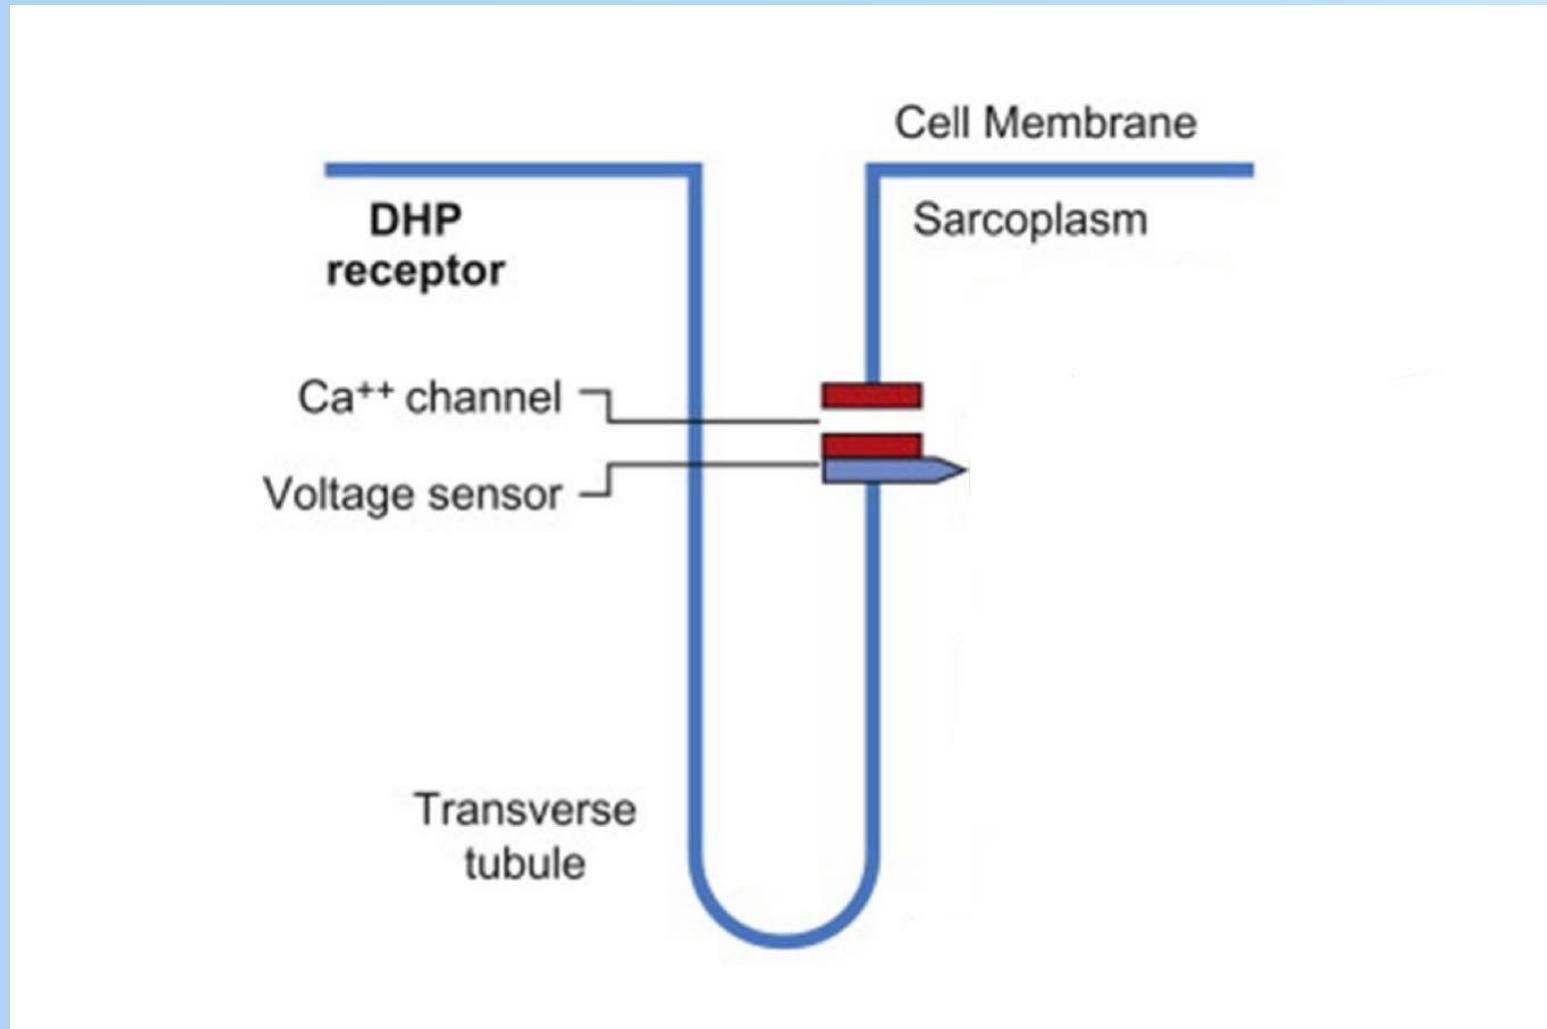 Cell Membrane
DHP
receptor
Sarcoplasm
Ca⁺⁺ channel
Voltage sensor
Transverse
tubule